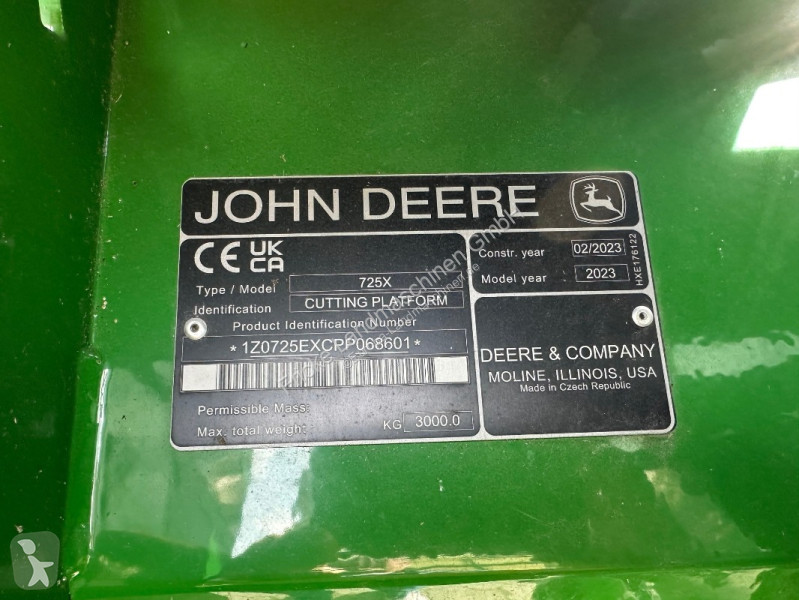 JOHN DEERE
CE UK CA
Type / Model 725X
Identification CUTTING PLATFORM
Product Identification Number
*1Z0725EXCPP068601*
Permissible Mass:
Max. total weight KG 3000.0
Constr. year 02/2023
Model year 2023
HXE176122
DEERE & COMPANY
MOLINE, ILLINOIS, USA
Made in Czech Republic